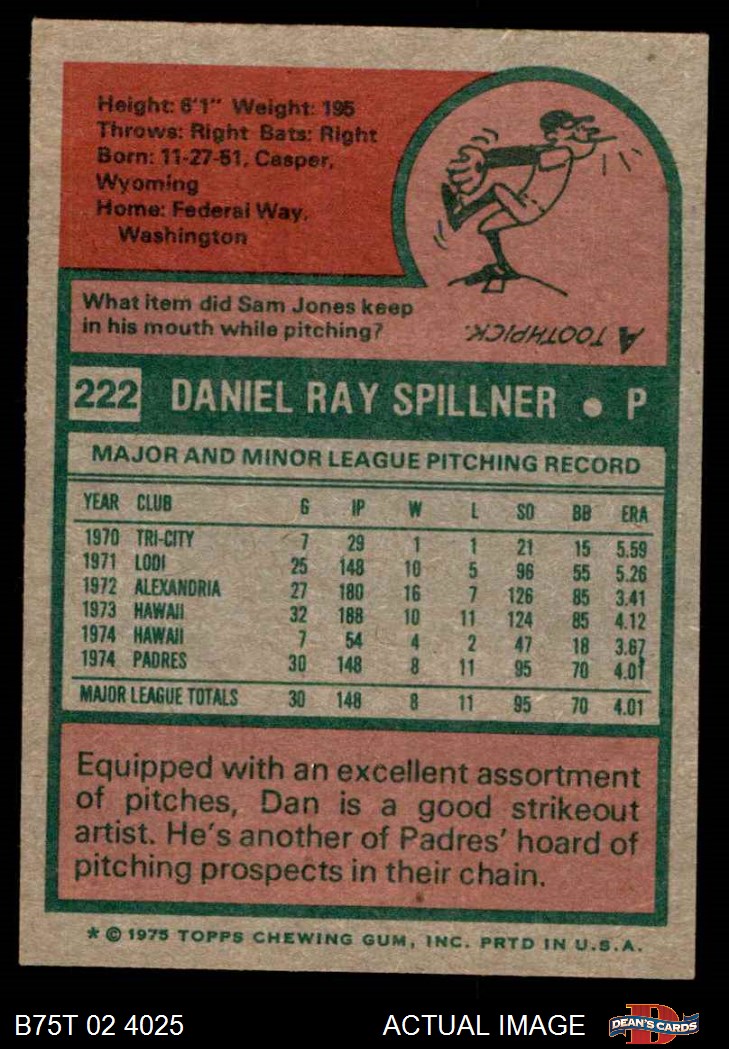 Height: 6'1" Weight: 195
Throws: Right Bats: Right
Born: 11-27-51, Casper,
Wyoming
Home: Federal Way,
Washington
What item did Sam Jones keep
in his mouth while pitching?
A TOOTHPICK.
222 DANIEL RAY SPILLNER • P
MAJOR AND MINOR LEAGUE PITCHING RECORD
YEAR CLUB G IP W L SO BB ERA
1970 TRI-CITY 7 29 1 1 21 15 5.59
1971 LODI 25 148 10 5 96 55 5.26
1972 ALEXANDRIA 27 180 16 7 126 85 3.41
1973 HAWAII 32 188 10 11 124 85 4.12
1974 HAWAII 7 54 4 2 47 18 3.67
1974 PADRES 30 148 8 11 95 70 4.01
MAJOR LEAGUE TOTALS 30 148 8 11 95 70 4.01
Equipped with an excellent assortment
of pitches, Dan is a good strikeout
artist. He's another of Padres' hoard of
pitching prospects in their chain.
* © 1975 TOPPS CHEWING GUM, INC. PRTD IN U.S.A.
B75T 02 4025 ACTUAL IMAGE DEAN'S CARDS